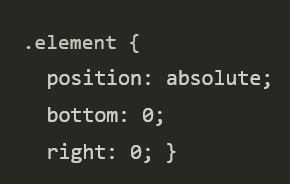 .element {
  position: absolute;
  bottom: 0;
  right: 0; }